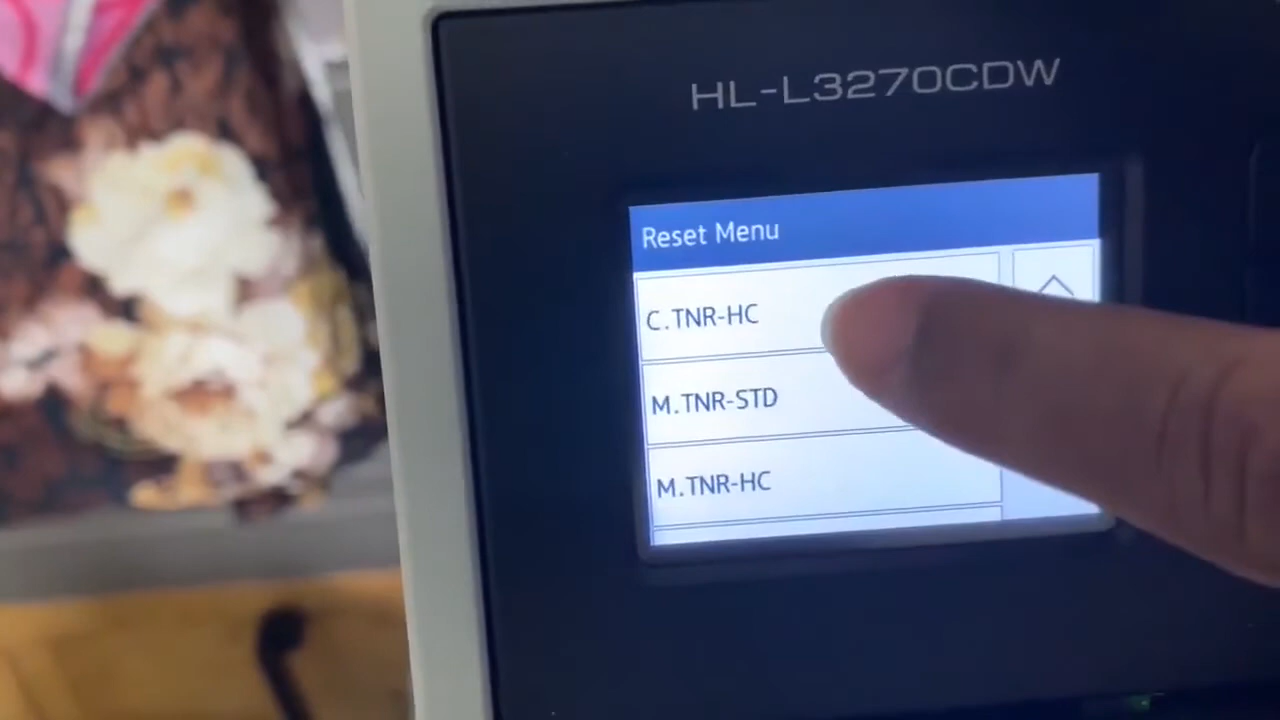 HL-L3270CDW
Reset Menu
C.TNR-HC
M.TNR-STD
M.TNR-HC